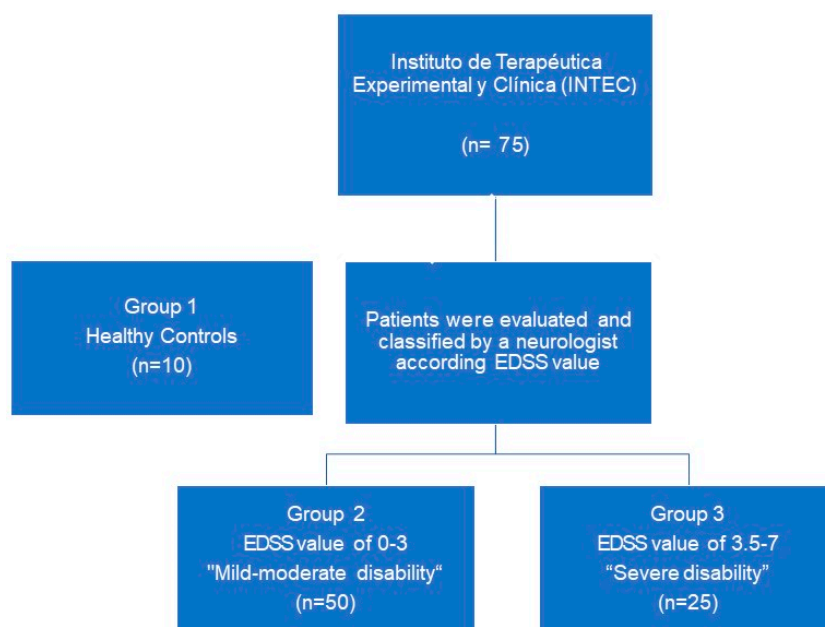 Instituto de Terapéutica
Experimental y Clínica (INTEC)
(n= 75)
Group 1
Healthy Controls
(n=10)
Patients were evaluated and
classified by a neurologist
according EDSS value
Group 2
EDSS value of 0-3
"Mild-moderate disability“
(n=50)
Group 3
EDSS value of 3.5-7
“Severe disability”
(n=25)